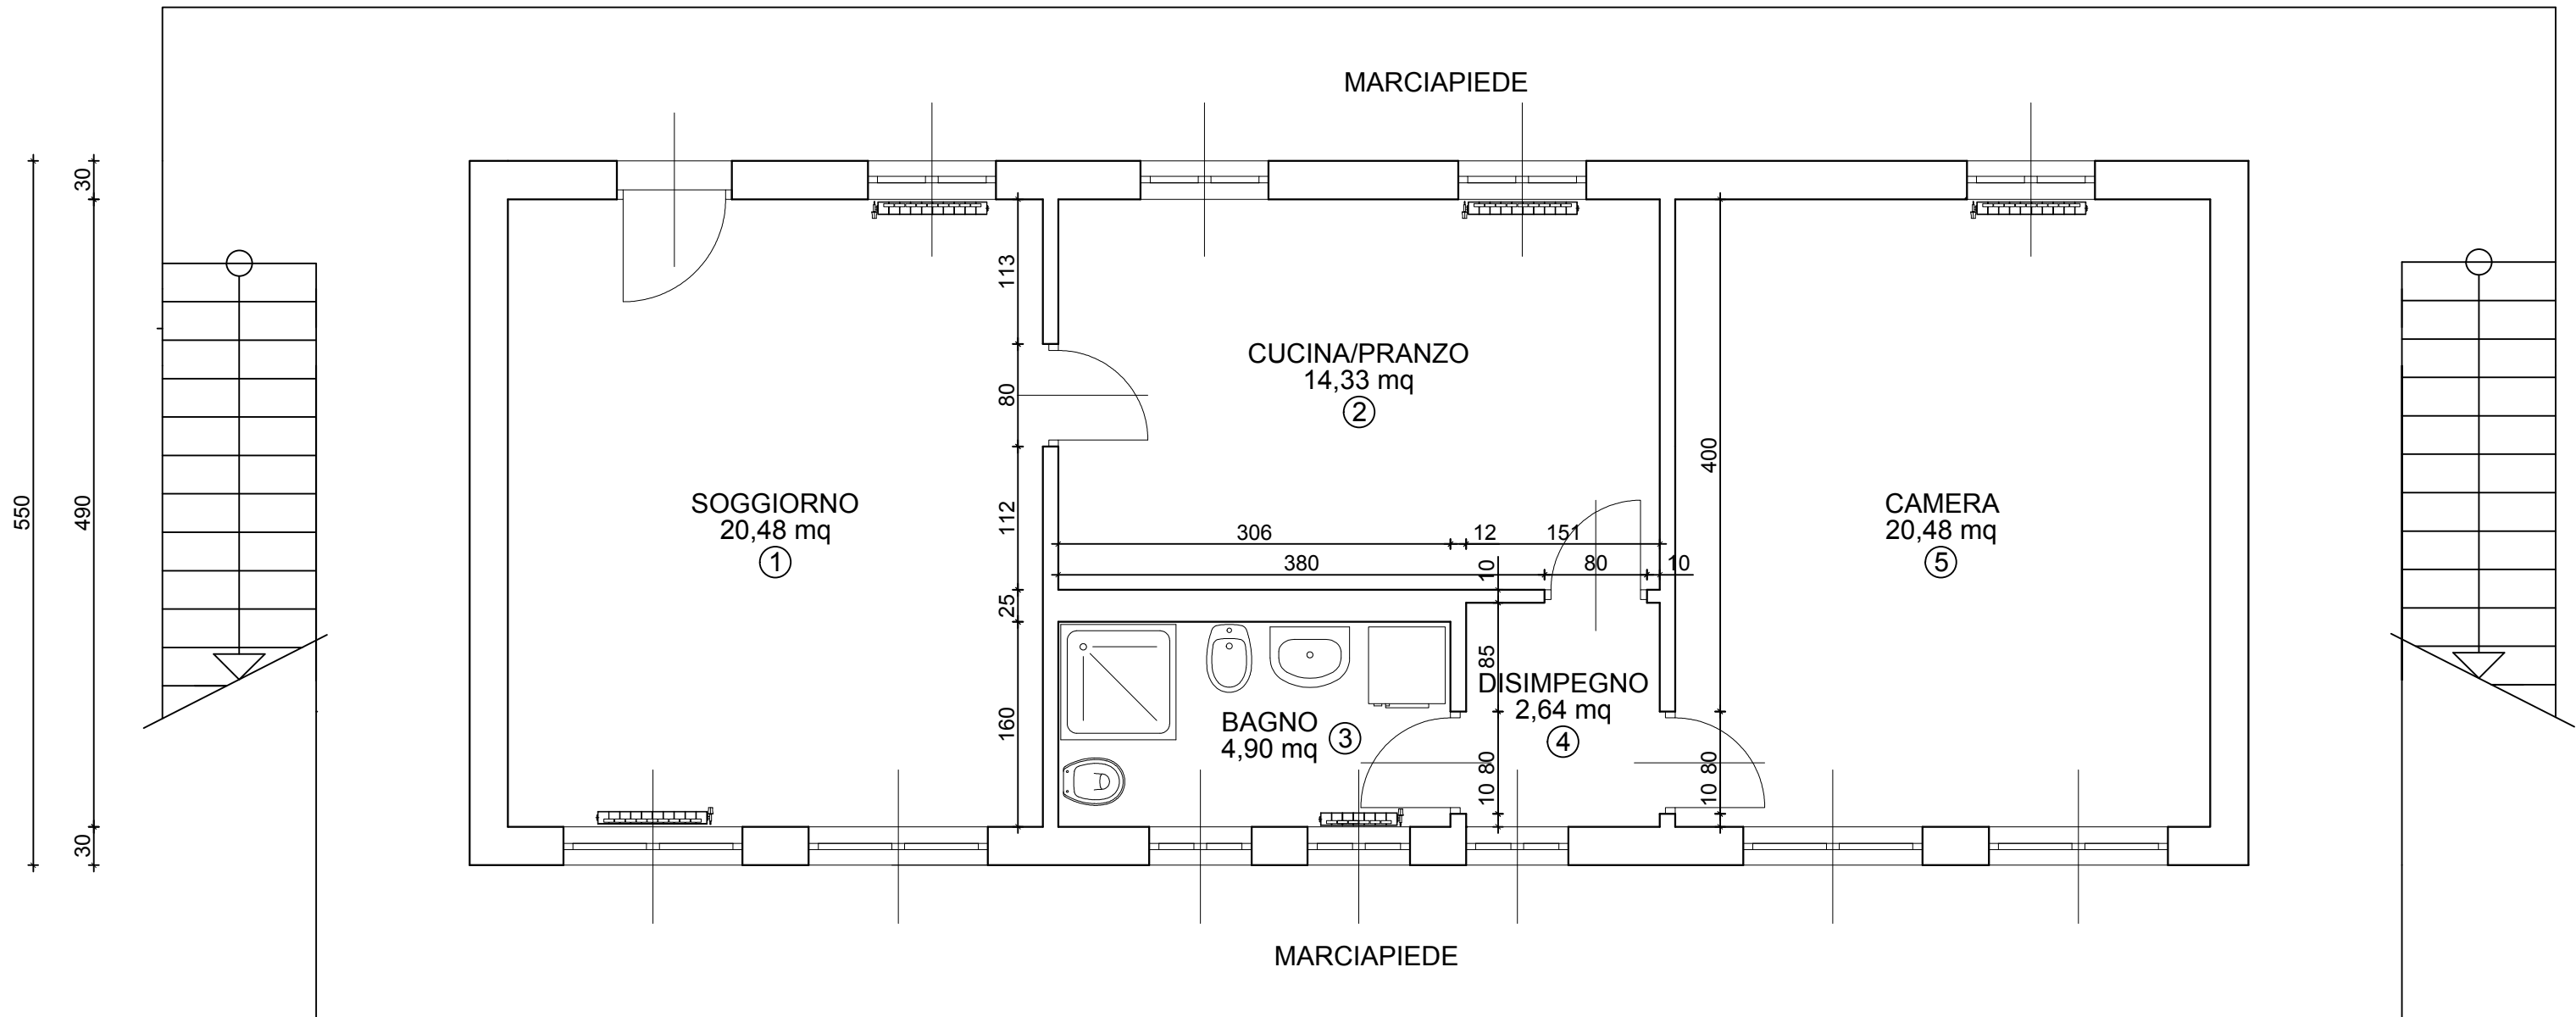 MARCIAPIEDE
30
490
30
550
113
80
112
25
160
SOGGIORNO
20,48 mq
1
CUCINA/PRANZO
14,33 mq
2
306
12
151
380
80
10
10
85
80
10
BAGNO
4,90 mq
3
DISIMPEGNO
2,64 mq
4
400
80
10
CAMERA
20,48 mq
5
MARCIAPIEDE